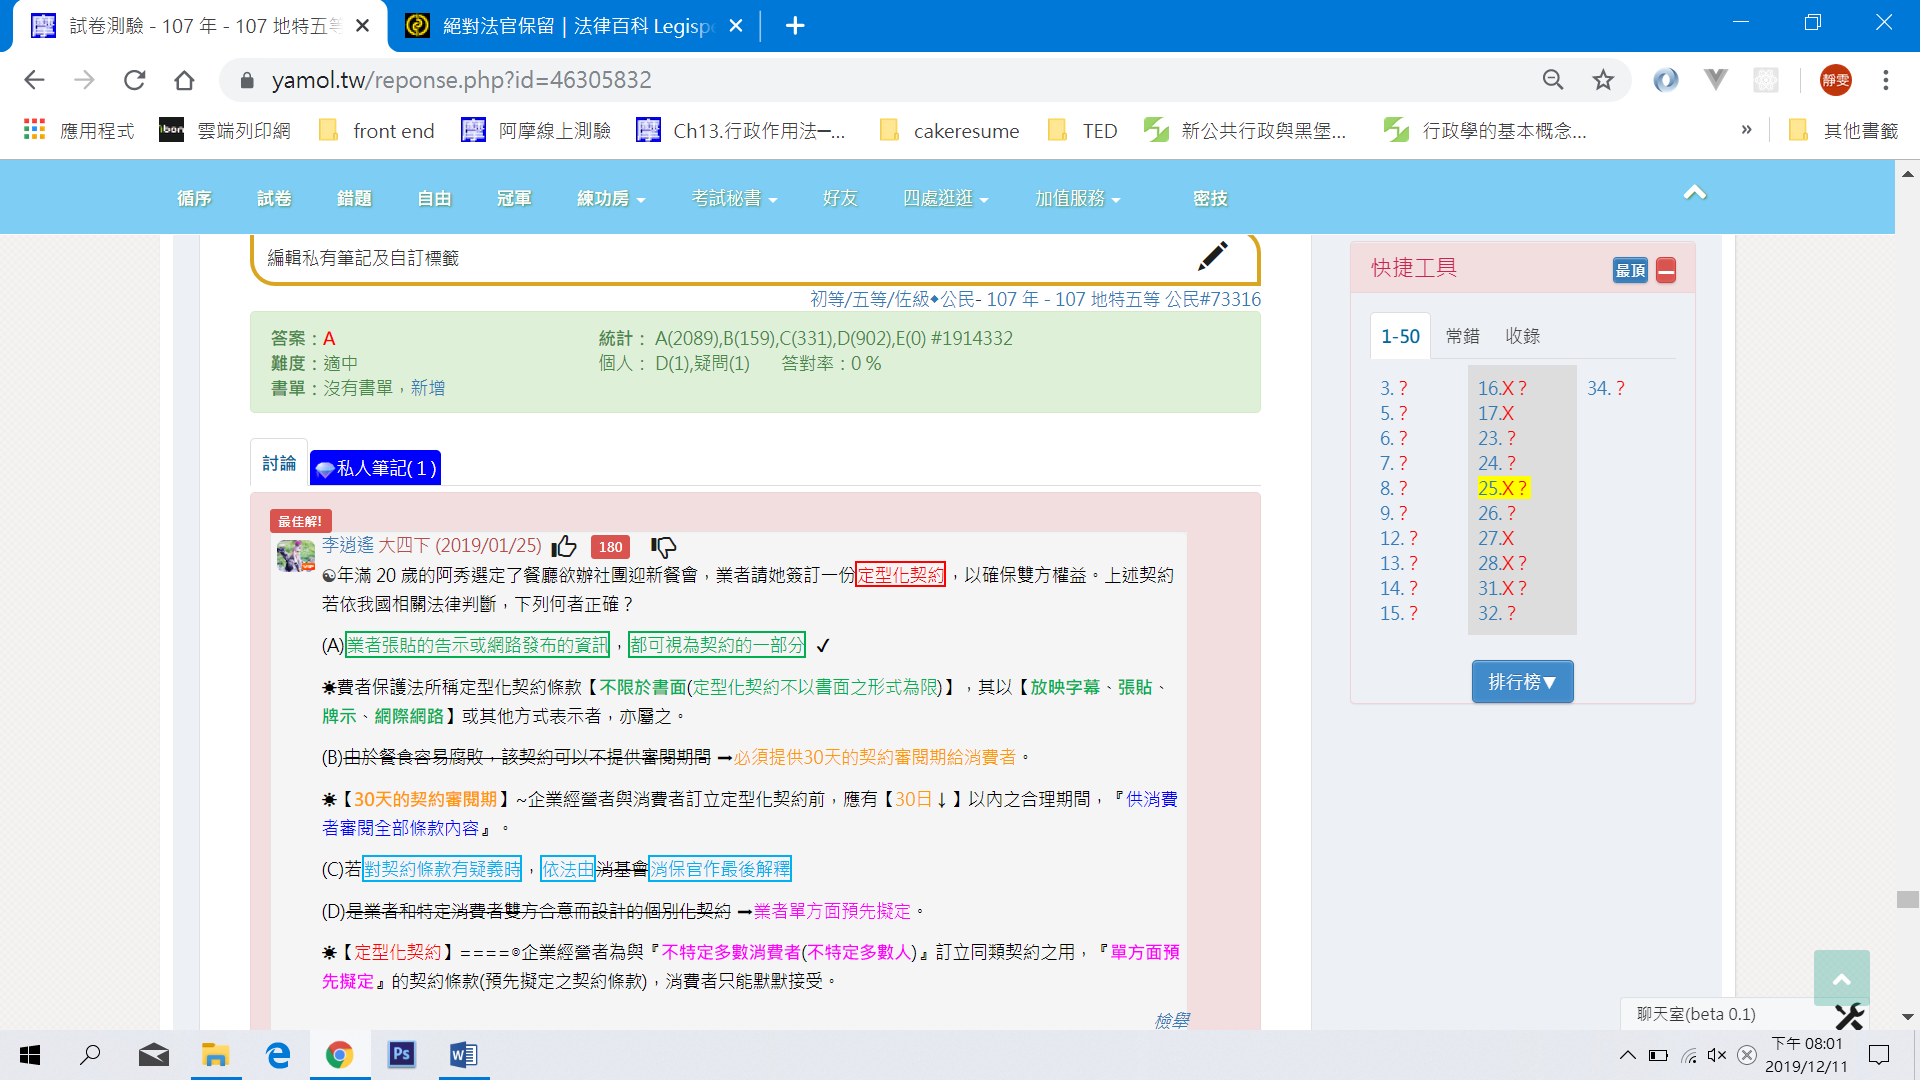 試卷測驗 - 107 年 - 107 地特五等
絕對法官保留 | 法律百科 Legispe
yamol.tw/reponse.php?id=46305832
靜雯
應用程式
ibon
雲端列印網
front end
阿摩線上測驗
Ch13.行政作用法─...
cakeresume
TED
新公共行政與黑堡...
行政學的基本概念...
»
其他書籤
循序
試卷
錯題
自由
冠軍
練功房
考試秘書
好友
四處逛逛
加值服務
密技
編輯私有筆記及自訂標籤
初等/五等/佐級◆公民- 107 年 - 107 地特五等 公民#73316
答案：A
難度：適中
書單：沒有書單，新增
統計： A(2089),B(159),C(331),D(902),E(0) #1914332
個人： D(1),疑問(1) 答對率：0 %
討論
私人筆記( 1 )
最佳解!
李逍遙 大四下 (2019/01/25) 180
☯年滿 20 歲的阿秀選定了餐廳欲辦社團迎新餐會，業者請她簽訂一份定型化契約，以確保雙方權益。上述契約
若依我國相關法律判斷，下列何者正確？
(A)業者張貼的告示或網路發布的資訊，都可視為契約的一部分 ✓
☀費者保護法所稱定型化契約條款【不限於書面(定型化契約不以書面之形式為限)】，其以【放映字幕、張貼、
牌示、網際網路】或其他方式表示者，亦屬之。
(B)由於餐食容易腐敗，該契約可以不提供審閱期間 ➞必須提供30天的契約審閱期給消費者。
☀【30天的契約審閱期】~企業經營者與消費者訂立定型化契約前，應有【30日↓】以內之合理期間，『供消費
者審閱全部條款內容』。
(C)若對契約條款有疑義時，依法由消基會消保官作最後解釋
(D)是業者和特定消費者雙方合意而設計的個別化契約 ➞業者單方面預先擬定。
☀【定型化契約】====⊙企業經營者為與『不特定多數消費者(不特定多數人)』訂立同類契約之用，『單方面預
先擬定』的契約條款(預先擬定之契約條款)，消費者只能默默接受。
檢舉
快捷工具
最頂
1-50
常錯
收錄
3. ?
5. ?
6. ?
7. ?
8. ?
9. ?
12. ?
13. ?
14. ?
15. ?
16.X ?
17.X
23. ?
24. ?
25.X ?
26. ?
27.X
28.X ?
31.X ?
32. ?
34. ?
排行榜▼
聊天室(beta 0.1)
Ps
下午 08:01
2019/12/11